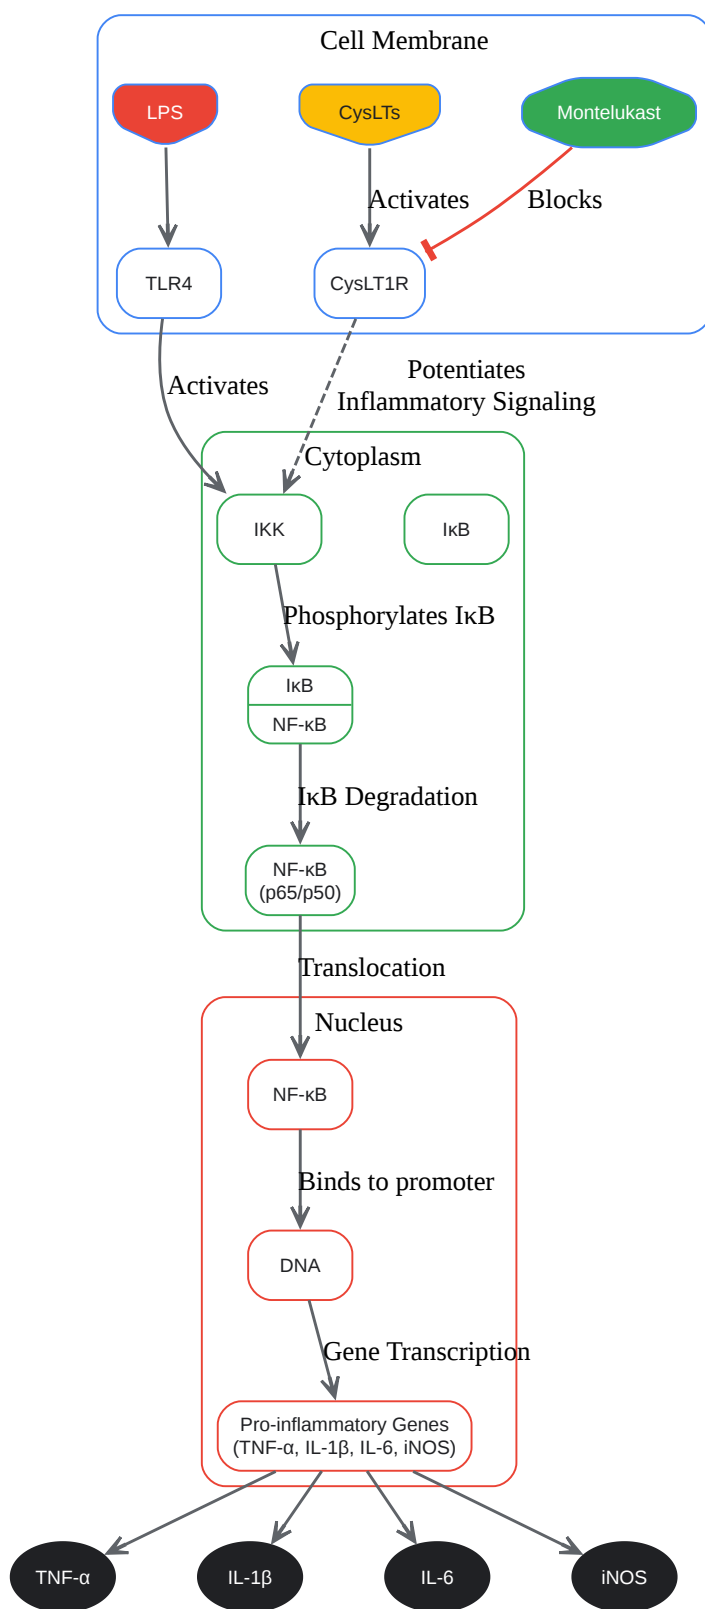 Cell Membrane
LPS
CysLTs
Montelukast
Activates
Blocks
TLR4
CysLT1R
Activates
Potentiates
Inflammatory Signaling
Cytoplasm
IKK
IκB
Phosphorylates IκB
IκB
NF-κB
IκB Degradation
NF-κB
(p65/p50)
Translocation
Nucleus
NF-κB
Binds to promoter
DNA
Gene Transcription
Pro-inflammatory Genes
(TNF-α, IL-1β, IL-6, iNOS)
TNF-α
IL-1β
IL-6
iNOS